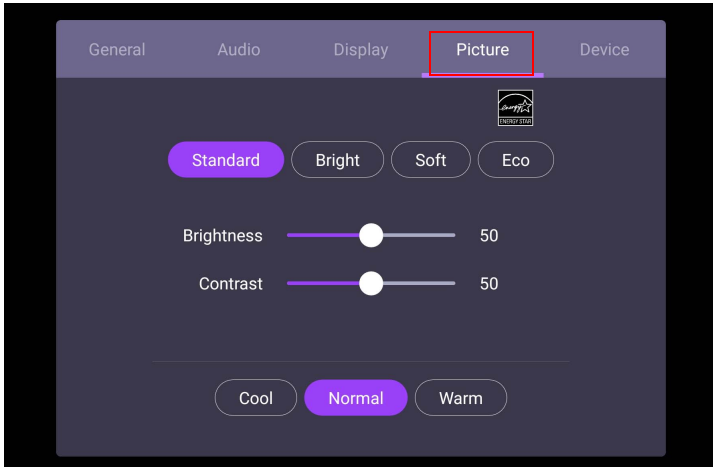 General Audio Display Picture Device
energy
ENERGY STAR
Standard Bright Soft Eco
Brightness 50
Contrast 50
Cool Normal Warm